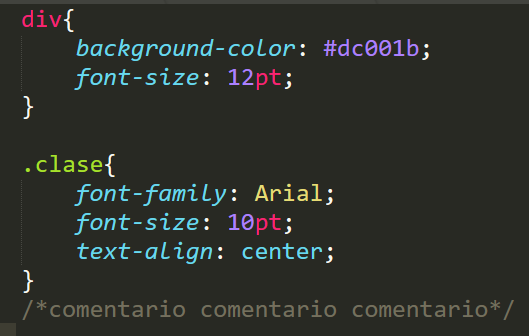 div{
    background-color: #dc001b;
    font-size: 12pt;
}

.clase{
    font-family: Arial;
    font-size: 10pt;
    text-align: center;
}
/*comentario comentario comentario*/